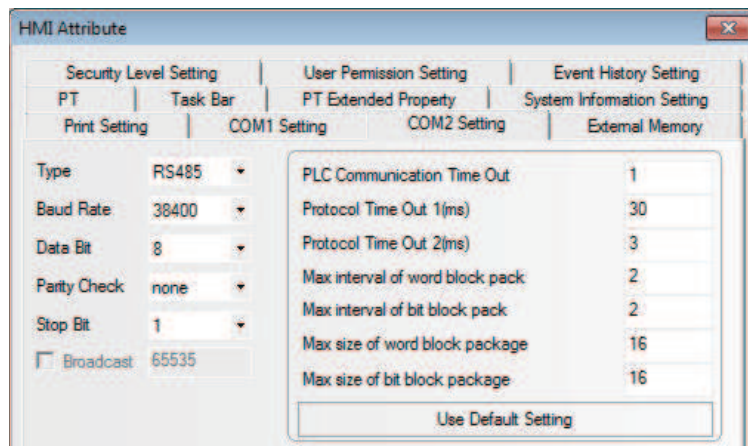 HMI Attribute
Security Level Setting User Permission Setting Event History Setting
PT Task Bar PT Extended Property System Information Setting
Print Setting COM1 Setting COM2 Setting External Memory
Type RS485
Baud Rate 38400
Data Bit 8
Parity Check none
Stop Bit 1
Broadcast 65535
PLC Communication Time Out 1
Protocol Time Out 1(ms) 30
Protocol Time Out 2(ms) 3
Max interval of word block pack 2
Max interval of bit block pack 2
Max size of word block package 16
Max size of bit block package 16
Use Default Setting